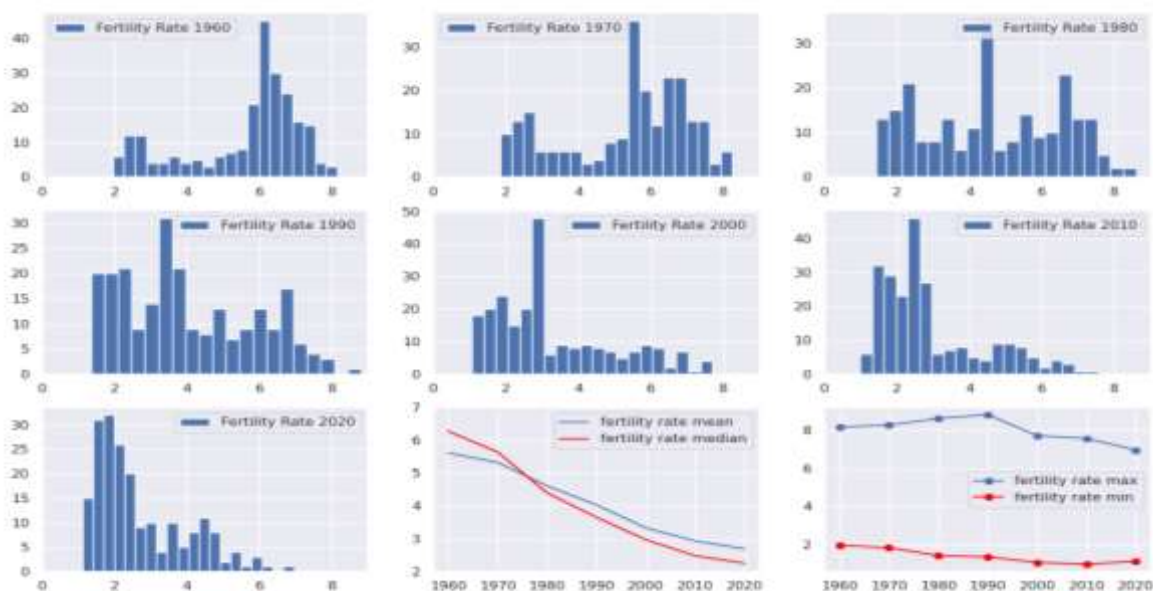 Fertility Rate 1960
40
30
20
10
0
0 2 4 6 8
Fertility Rate 1970
30
20
10
0
0 2 4 6 8
Fertility Rate 1980
30
20
10
0
0 2 4 6 8
Fertility Rate 1990
30
25
20
15
10
5
0
0 2 4 6 8
Fertility Rate 2000
50
40
30
20
10
0
0 2 4 6 8
Fertility Rate 2010
40
30
20
10
0
0 2 4 6 8
Fertility Rate 2020
30
25
20
15
10
5
0
0 2 4 6 8
fertility rate mean
fertility rate median
7
6
5
4
3
2
1960 1970 1980 1990 2000 2010 2020
8
6
4
2
fertility rate max
fertility rate min
1960 1970 1980 1990 2000 2010 2020